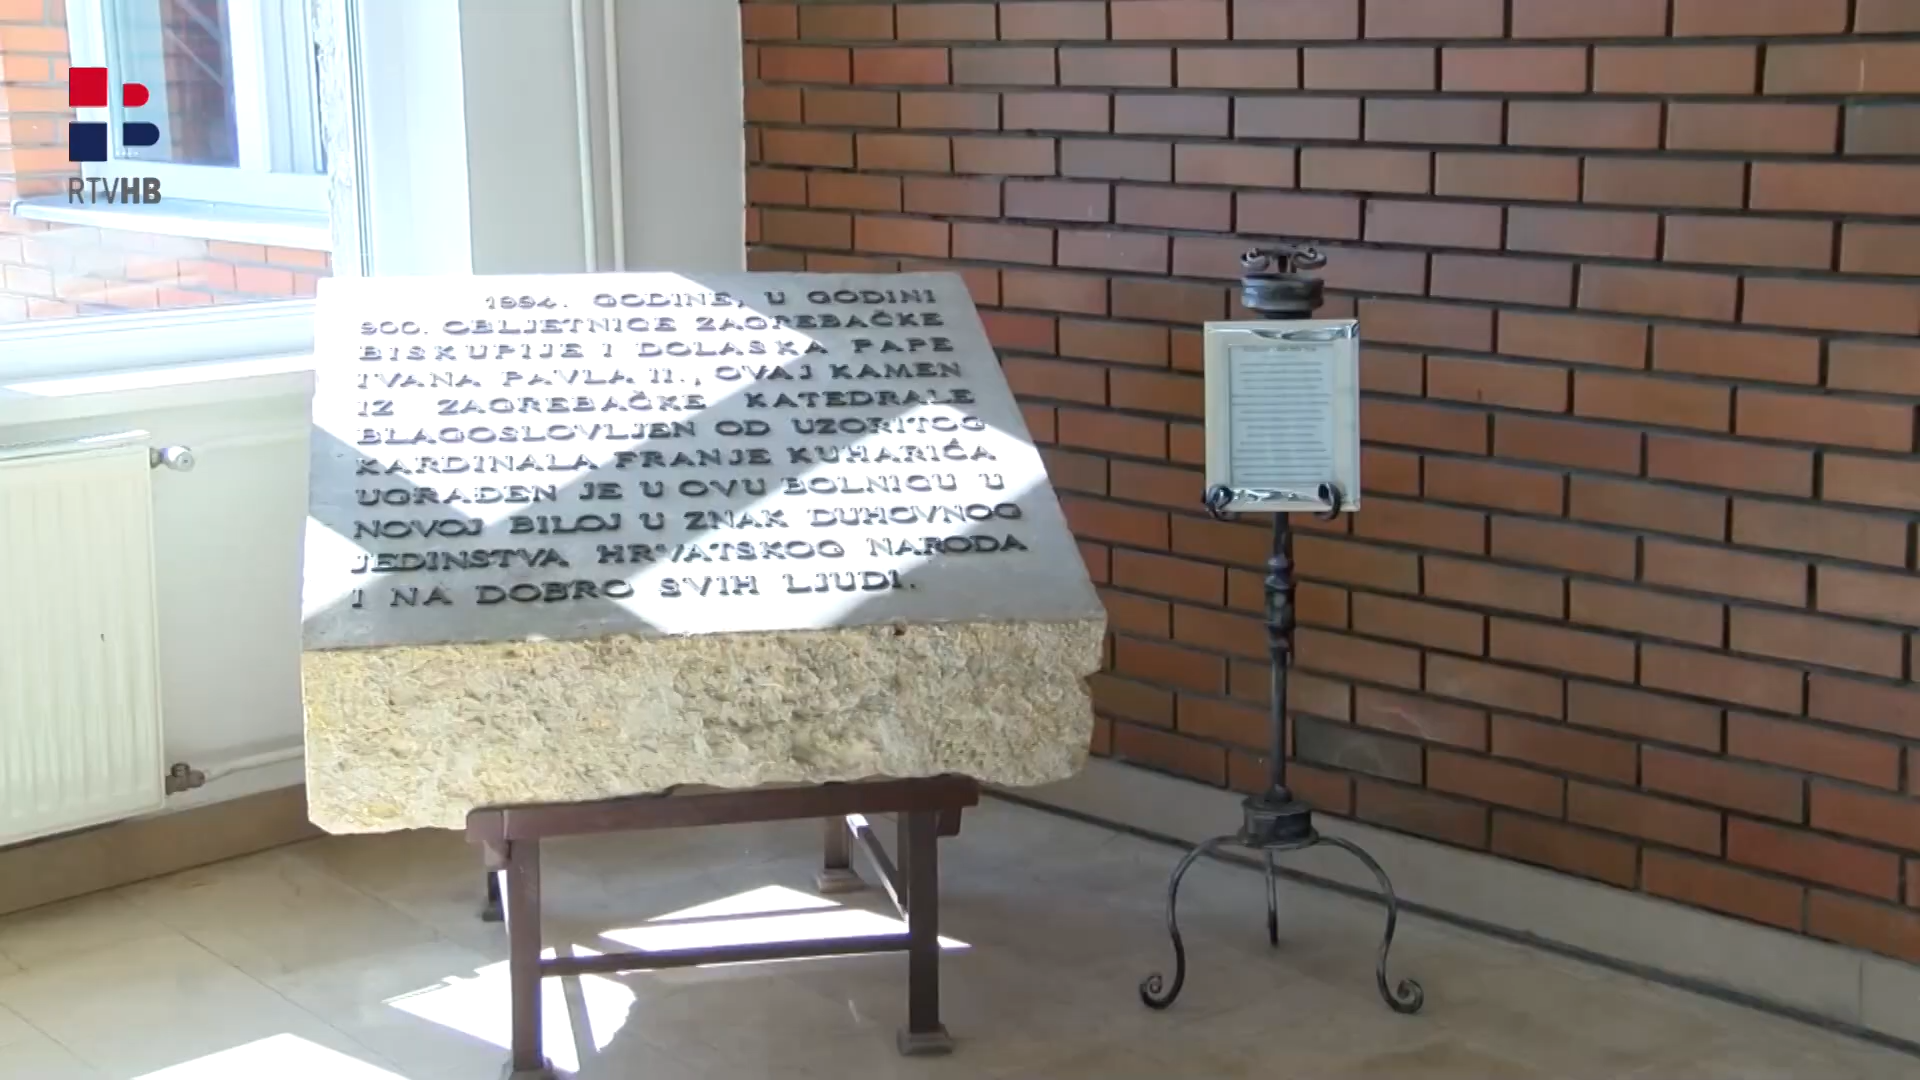 RTVHB
1994. GODINE, U GODINI
900. OBLJETNICE ZAGREBAČKE
BISKUPIJE I DOLASKA PAPE
IVANA PAVLA II., OVAJ KAMEN
IZ ZAGREBAČKE KATEDRALE
BLAGOSLOVLJEN OD UZORITOG
KARDINALA FRANJE KUHARIĆA
UGRAĐEN JE U OVU BOLNICU U
NOVOJ BILOJ U ZNAK DUHOVNOG
JEDINSTVA HRVATSKOG NARODA
I NA DOBRO SVIH LJUDI.